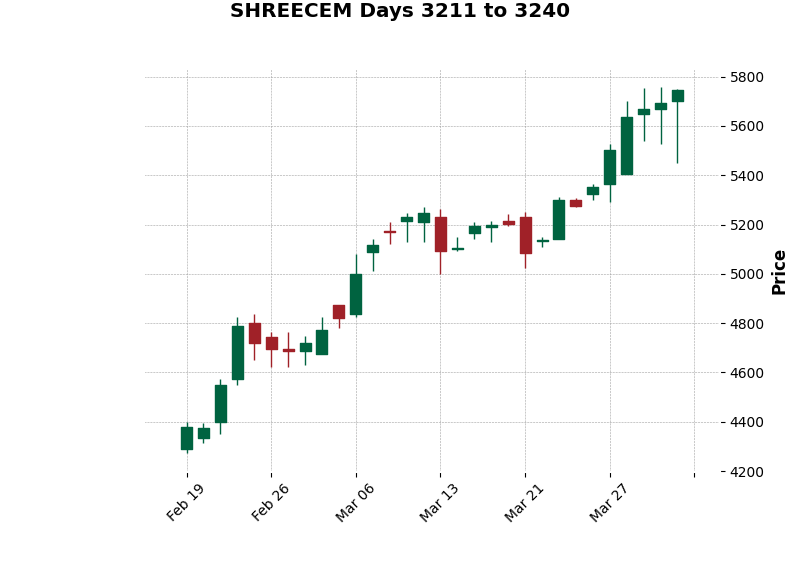 SHREECEM Days 3211 to 3240
5800
5600
5400
5200
5000
4800
4600
4400
4200
Price
Feb 19
Feb 26
Mar 06
Mar 13
Mar 21
Mar 27